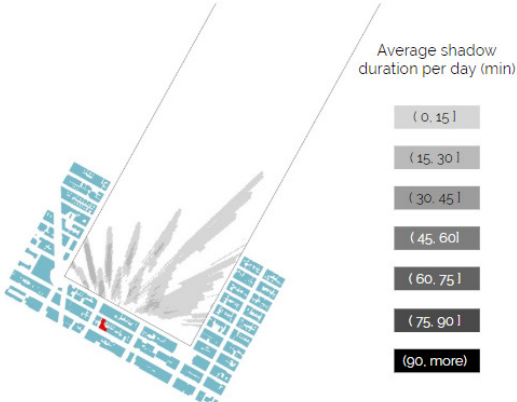 Average shadow
duration per day (min)
( 0, 15 ]
(15, 30 ]
(30, 45 ]
(45, 60]
(60, 75 ]
(75, 90 ]
(90, more)